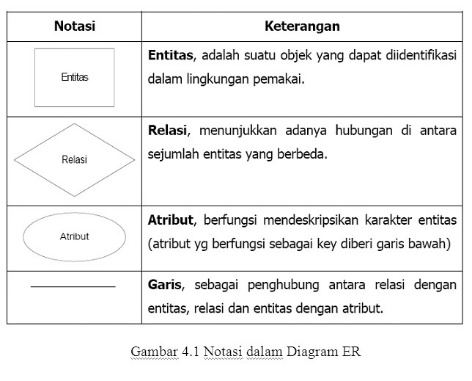 Notasi Keterangan
Entitas
Entitas, adalah suatu objek yang dapat diidentifikasi
dalam lingkungan pemakai.
Relasi
Relasi, menunjukkan adanya hubungan di antara
sejumlah entitas yang berbeda.
Atribut
Atribut, berfungsi mendeskripsikan karakter entitas
(atribut yg berfungsi sebagai key diberi garis bawah)
Garis, sebagai penghubung antara relasi dengan
entitas, relasi dan entitas dengan atribut.
Gambar 4.1 Notasi dalam Diagram ER